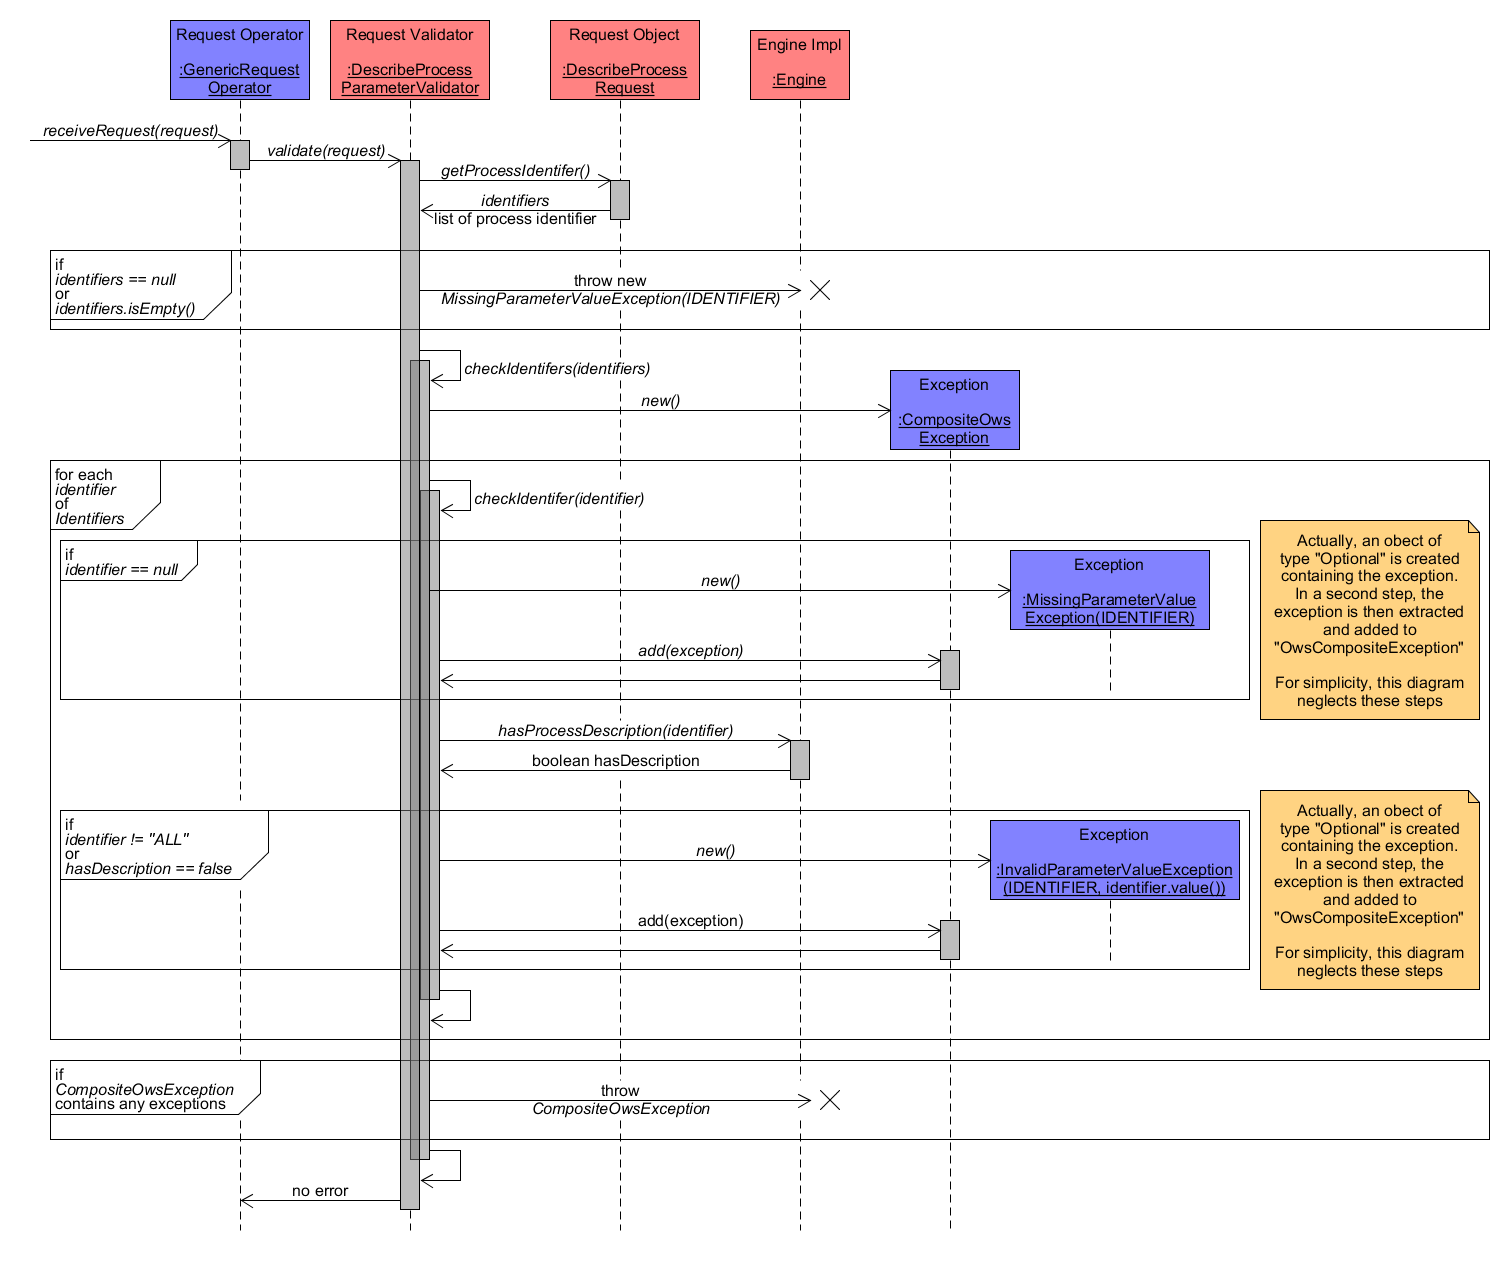 Request Operator
:GenericRequest
Operator
Request Validator
:DescribeProcess
ParameterValidator
Request Object
:DescribeProcess
Request
Engine Impl
:Engine
receiveRequest(request)
validate(request)
getProcessIdentifer()
identifiers
list of process identifier
if
identifiers == null
or
identifiers.isEmpty()
throw new
MissingParameterValueException(IDENTIFIER)
checkIdentifers(identifiers)
new()
Exception
:CompositeOws
Exception
for each
identifier
of
Identifiers
checkIdentifer(identifier)
if
identifier == null
new()
Exception
:MissingParameterValue
Exception(IDENTIFIER)
add(exception)
Actually, an obect of
type "Optional" is created
containing the exception.
In a second step, the
exception is then extracted
and added to
"OwsCompositeException"
For simplicity, this diagram
neglects these steps
hasProcessDescription(identifier)
boolean hasDescription
if
identifier != "ALL"
or
hasDescription == false
new()
Exception
:InvalidParameterValueException
(IDENTIFIER, identifier.value())
add(exception)
Actually, an obect of
type "Optional" is created
containing the exception.
In a second step, the
exception is then extracted
and added to
"OwsCompositeException"
For simplicity, this diagram
neglects these steps
if
CompositeOwsException
contains any exceptions
throw
CompositeOwsException
no error